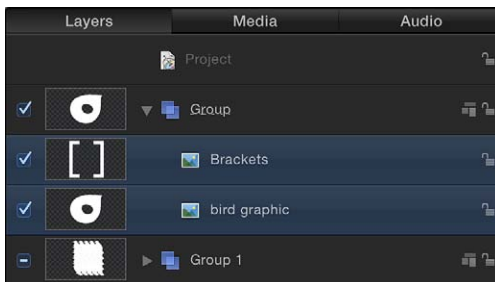 Layers Media Audio
Project
Group
Brackets
bird graphic
Group 1